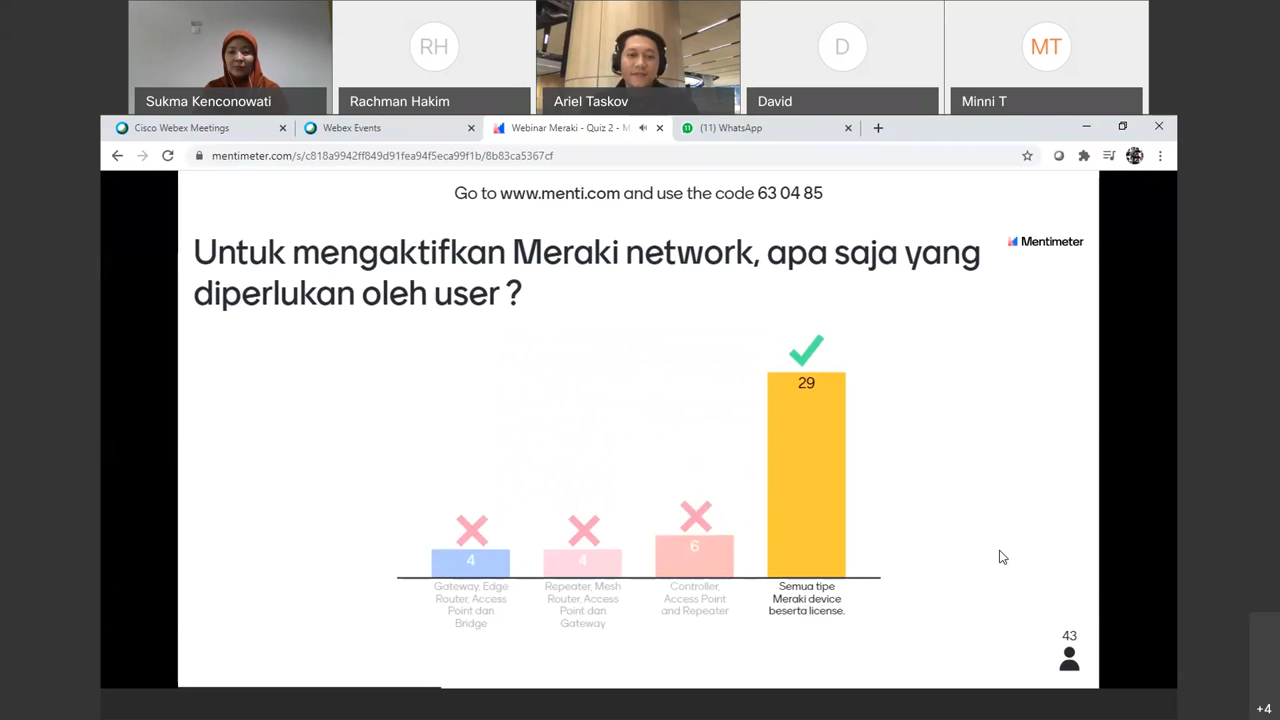 RH
D
MT
Sukma Kenconowati
Rachman Hakim
Ariel Taskov
David
Minni T
Cisco Webex Meetings
Webex Events
Webinar Meraki - Quiz 2 - M
11
(11) WhatsApp
mentimeter.com/s/c818a9942ff849d91fea94f5eca99f1b/8b83ca5367cf
Go to www.menti.com and use the code 63 04 85
Untuk mengaktifkan Meraki network, apa saja yang
diperlukan oleh user ?
Mentimeter
4
4
6
29
Gateway, Edge
Router, Access
Point dan
Bridge
Repeater, Mesh
Router, Access
Point dan
Gateway
Controller,
Access Point
and Repeater
Semua tipe
Meraki device
beserta license.
43
+4